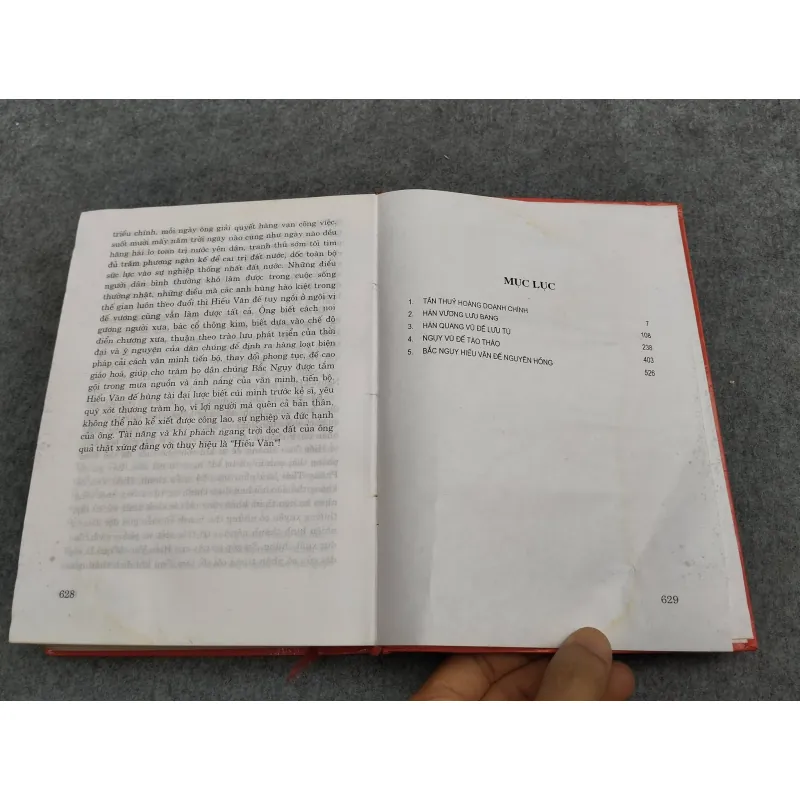 triều chính, mỗi ngày ông giải quyết hàng vạn công việc,
suốt mười mấy năm trời ngày nào cũng như ngày nào đều
hăng hái lo toan trị nước yên dân, tranh thủ sớm tối tìm
đủ trăm phương ngàn kế để cai trị đất nước, dốc toàn bộ
sức lực vào sự nghiệp thống nhất đất nước. Những điều
người dân bình thường khó làm được trong cuộc sống
thường nhật, những điều mà các anh hùng hào kiệt trong
thế gian luôn theo đuổi thì Hiếu Văn đế tuy ngồi ở ngôi vị
đế vương cũng vẫn làm được tất cả. Ông biết cách noi
gương người xưa, bác cổ thông kim, biết dựa vào chế độ
điển chương xưa, thuận theo trào lưu phát triển của thời
đại và ý nguyện của dân chúng để định ra hàng loạt biện
pháp cải cách văn minh tiến bộ, thay đổi phong tục, đề cao
giáo hoá, giúp cho trăm họ dân chúng Bắc Ngụy được tắm
gội trong mưa nguồn và ánh nắng của văn minh, tiến bộ.
Hiếu Văn đế hùng tài đại lược biết cúi mình trước kẻ sĩ, yêu
quý xót thương trăm họ, vì lợi người mà quên cả bản thân,
không thể nào kể xiết được công lao, sự nghiệp và đức hạnh
của ông. Tài năng và khí phách ngang trời dọc đất của ông
quả thật xứng đáng với thụy hiệu là "Hiếu Văn"!
628
MỤC LỤC
1. TẦN THUỶ HOÀNG DOANH CHÍNH 7
2. HÁN VƯƠNG LƯU BANG 108
3. HÁN QUANG VŨ ĐẾ LƯU TÚ 238
4. NGỤY VŨ ĐẾ TÀO THÁO 403
5. BẮC NGỤY HIẾU VĂN ĐẾ NGUYÊN HỒNG 526
629